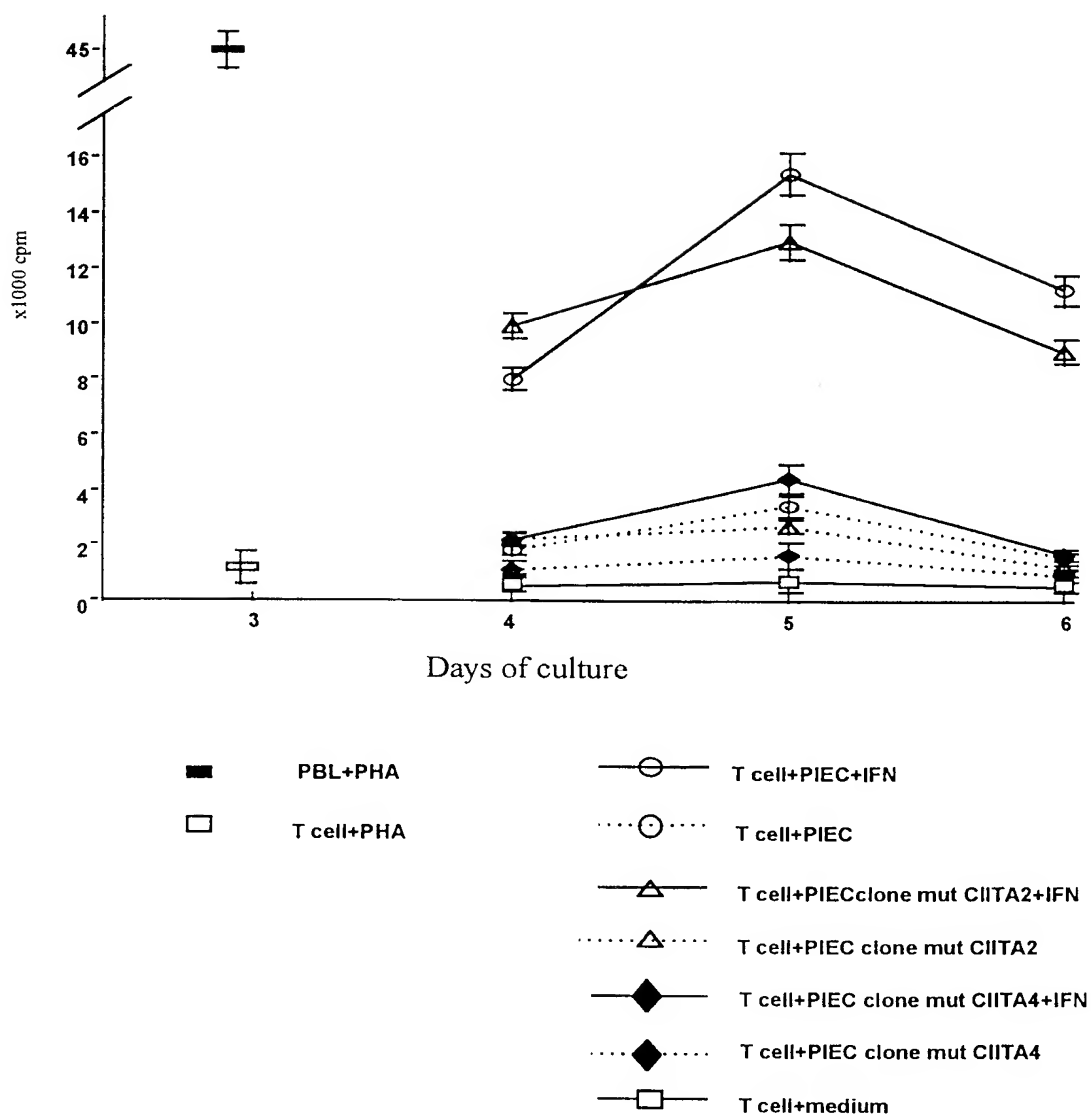 45
16
14
12
10
8
6
4
2
0
x1000 cpm
3 4 5 6
Days of culture
PBL+PHA
T cell+PHA
T cell+PIEC+IFN
T cell+PIEC
T cell+PIECclone mut CIITA2+IFN
T cell+PIEC clone mut CIITA2
T cell+PIEC clone mut CIITA4+IFN
T cell+PIEC clone mut CIITA4
T cell+medium